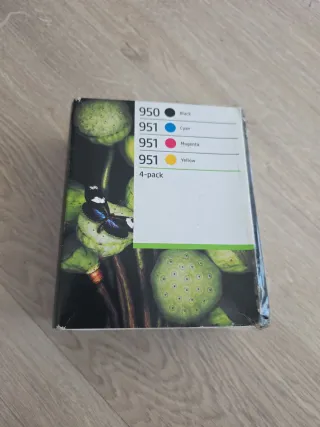 950 Black
951 Cyan
951 Magenta
951 Yellow
4-pack